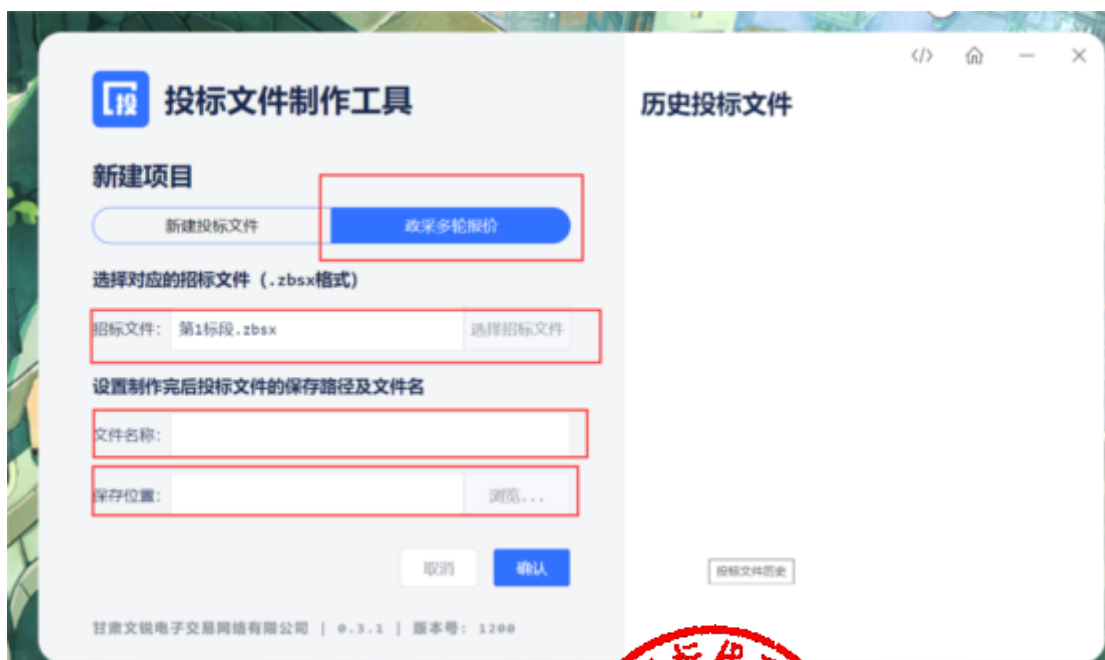 投
投标文件制作工具
历史投标文件
新建项目
新建投标文件
政采多轮报价
选择对应的招标文件（.zbsx格式）
招标文件：
第1标段.zbsx
选择招标文件
设置制作完后投标文件的保存路径及文件名
文件名称：
保存位置：
浏览...
取消
确认
投标文件历史
甘肃文锐电子交易网络有限公司 | 0.3.1 | 版本号: 1200
标代